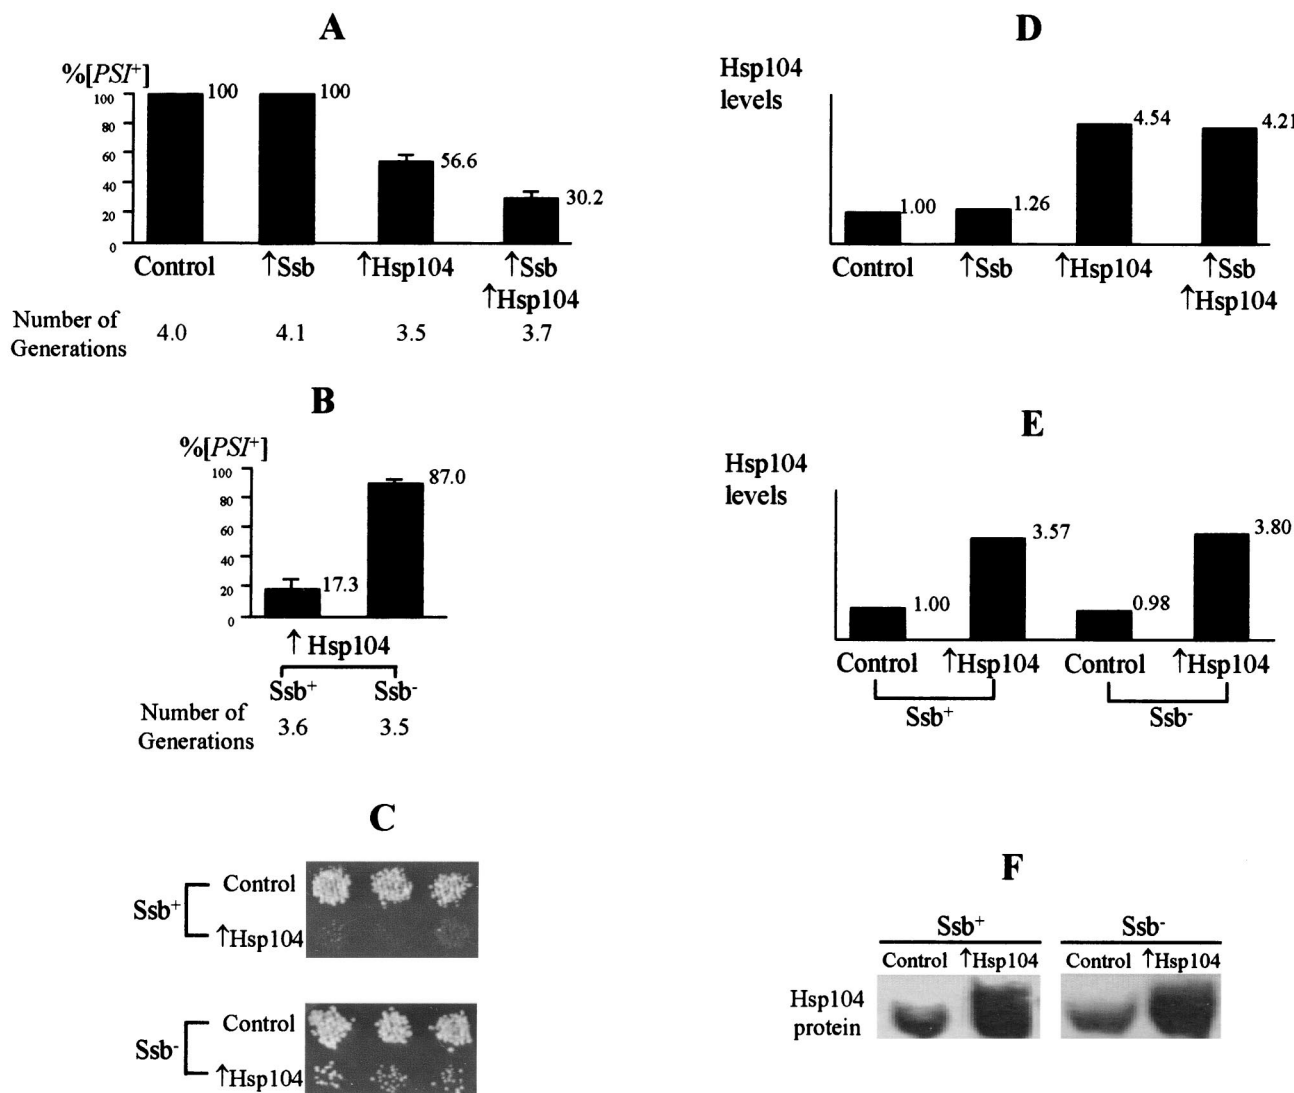 A
%[PSI⁺]
100
80
60
40
20
0
100
100
56.6
30.2
Control
↑Ssb
↑Hsp104
↑Ssb
↑Hsp104
Number of
Generations
4.0
4.1
3.5
3.7
B
%[PSI⁺]
100
80
60
40
20
0
17.3
87.0
↑ Hsp104
Ssb⁺
Ssb⁻
Number of
Generations
3.6
3.5
C
Ssb⁺
Control
↑Hsp104
Ssb⁻
Control
↑Hsp104
D
Hsp104
levels
1.00
1.26
4.54
4.21
Control
↑Ssb
↑Hsp104
↑Ssb
↑Hsp104
E
Hsp104
levels
1.00
3.57
0.98
3.80
Control
↑Hsp104
Control
↑Hsp104
Ssb⁺
Ssb⁻
F
Ssb⁺
Ssb⁻
Control
↑Hsp104
Control
↑Hsp104
Hsp104
protein